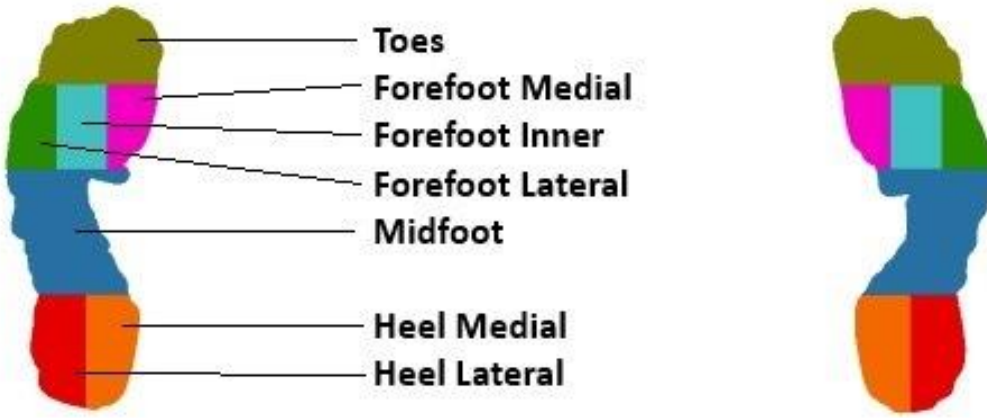 Toes
Forefoot Medial
Forefoot Inner
Forefoot Lateral
Midfoot
Heel Medial
Heel Lateral